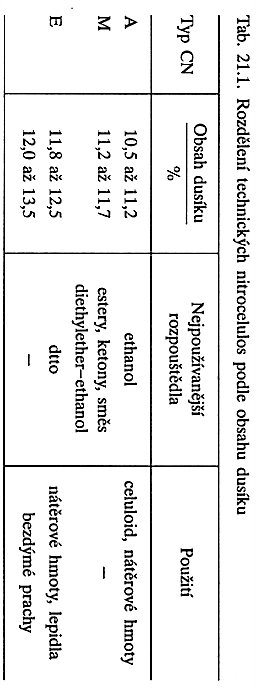 Tab. 21.1. Rozdělení technických nitrocelulos podle obsahu dusíku
Typ CN | Obsah dusíku % | Nejpoužívanější rozpouštědla | Použití
A | 10,5 až 11,2 | ethanol | celuloid, nátěrové hmoty
M | 11,2 až 11,7 | estery, ketony, směs diethylether–ethanol | –
E | 11,8 až 12,5 | dtto | nátěrové hmoty, lepidla
12,0 až 13,5 | – | bezdýmé prachy